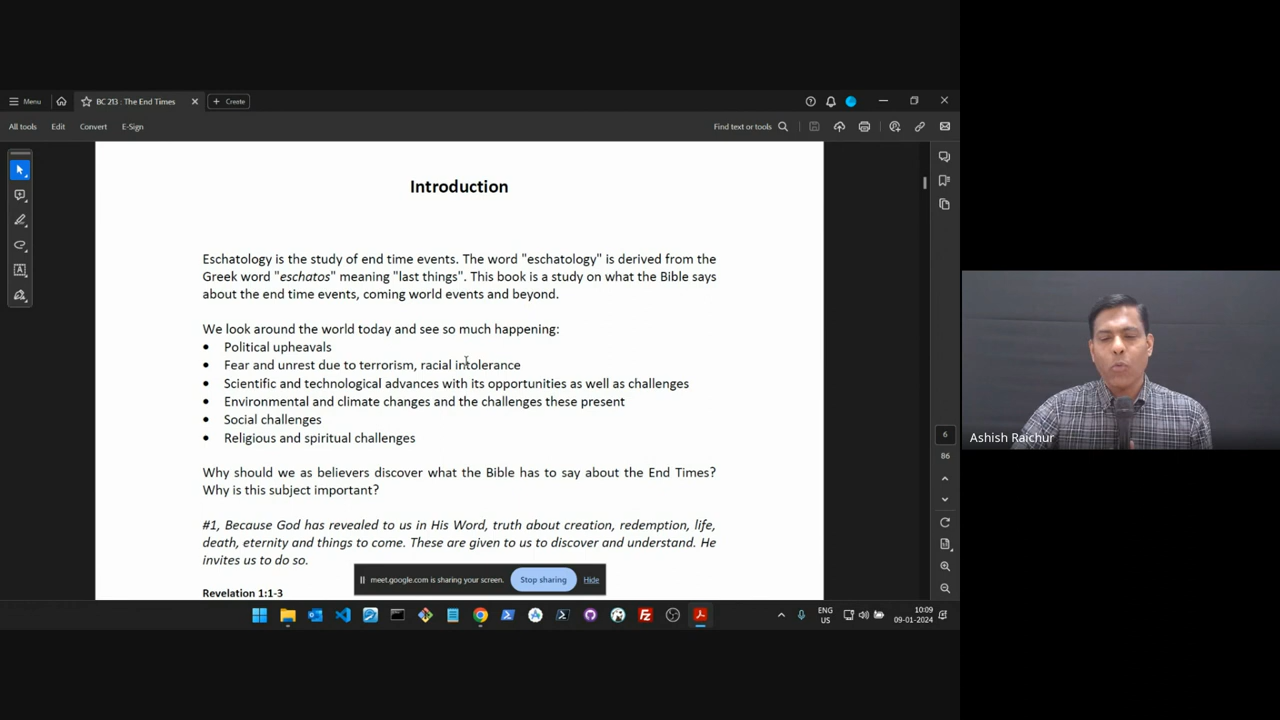 Menu
BC 213 : The End Times
Create
All tools
Edit
Convert
E-Sign
Find text or tools
Introduction
Eschatology is the study of end time events. The word "eschatology" is derived from the
Greek word "eschatos" meaning "last things". This book is a study on what the Bible says
about the end time events, coming world events and beyond.
We look around the world today and see so much happening:
• Political upheavals
• Fear and unrest due to terrorism, racial intolerance
• Scientific and technological advances with its opportunities as well as challenges
• Environmental and climate changes and the challenges these present
• Social challenges
• Religious and spiritual challenges
Why should we as believers discover what the Bible has to say about the End Times?
Why is this subject important?
#1, Because God has revealed to us in His Word, truth about creation, redemption, life,
death, eternity and things to come. These are given to us to discover and understand. He
invites us to do so.
Revelation 1:1-3
6
86
meet.google.com is sharing your screen.
Stop sharing
Hide
ENG
US
10:09
09-01-2024
Ashish Raichur